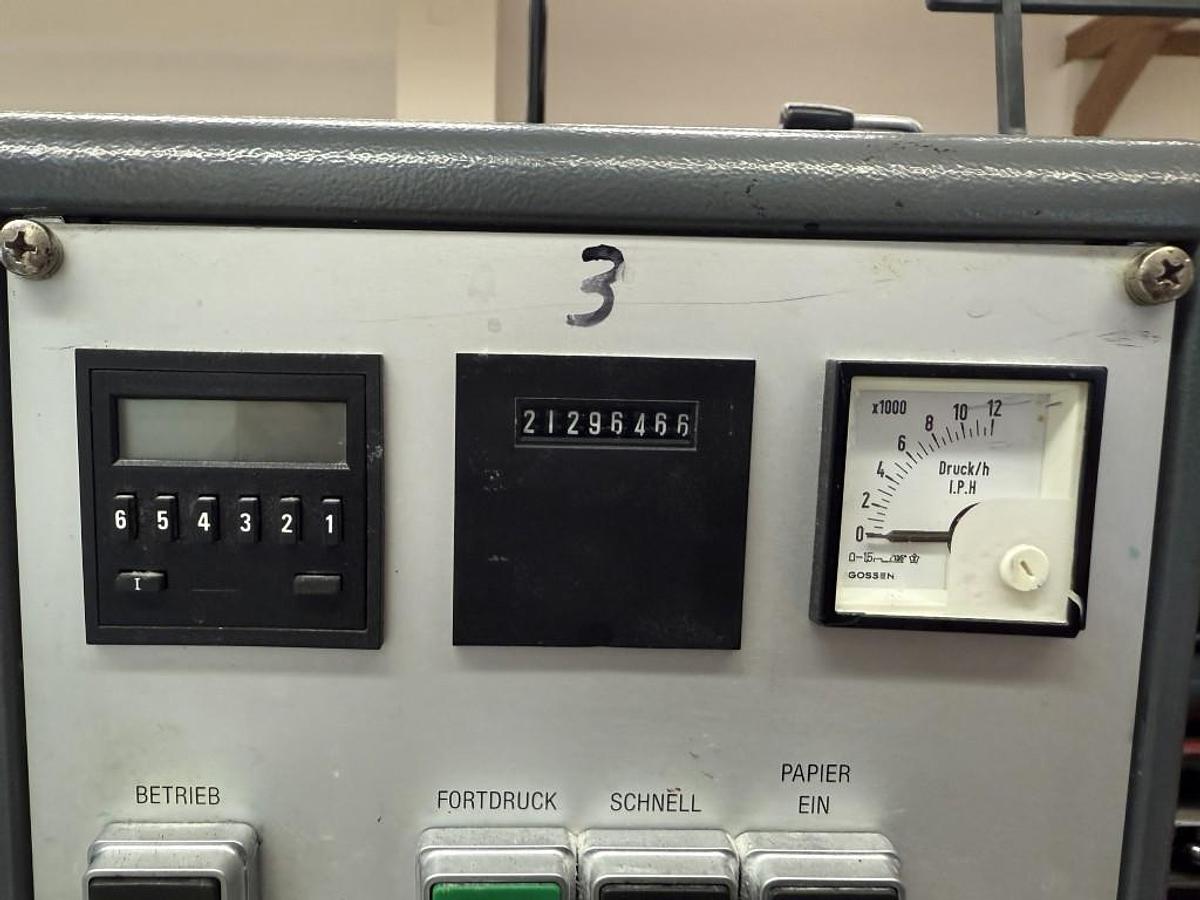 3
21296466
6 5 4 3 2 1
I
x1000
0 2 4 6 8 10 12
Druck/h
I.P.H
GOSSEN
BETRIEB
FORTDRUCK
SCHNELL
PAPIER
EIN